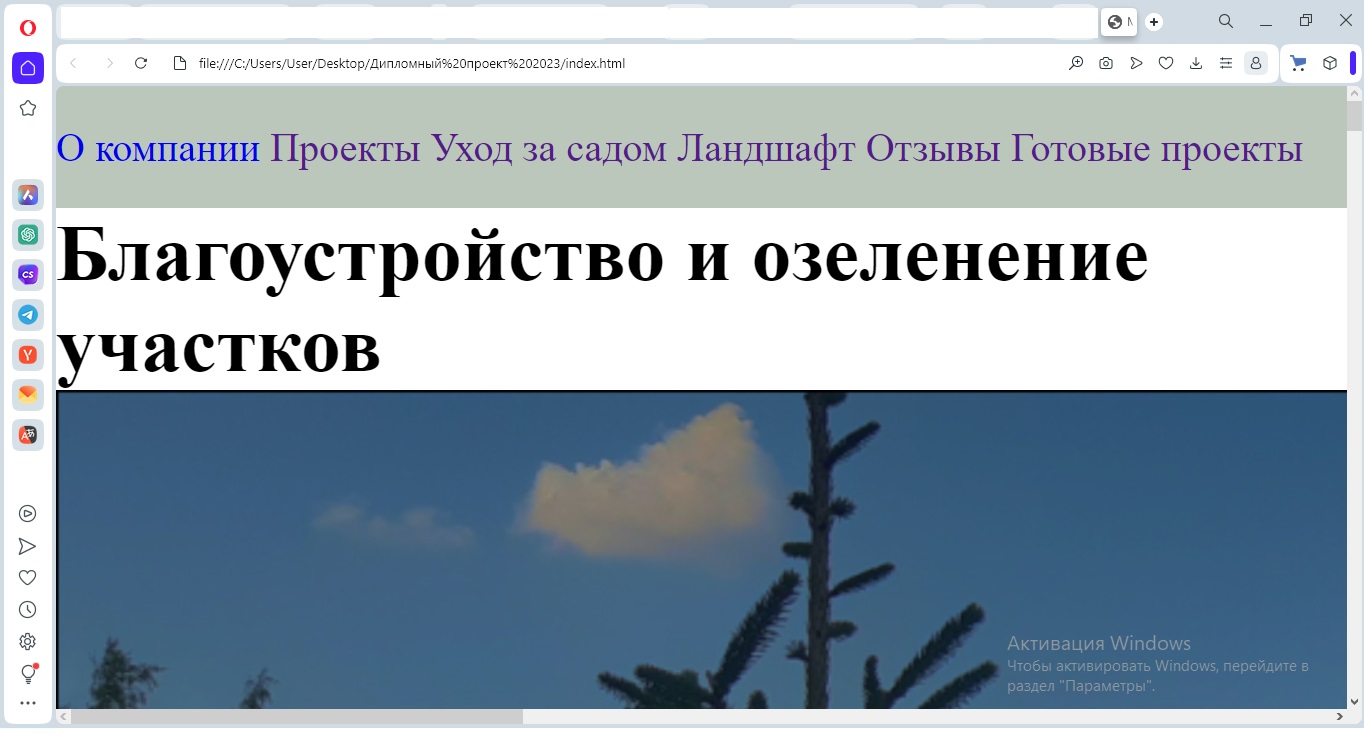 file:///C:/Users/User/Desktop/Дипломный%20проект%202023/index.html
О компании Проекты Уход за садом Ландшафт Отзывы Готовые проекты
Благоустройство и озеленение
участков
Активация Windows
Чтобы активировать Windows, перейдите в
раздел "Параметры".